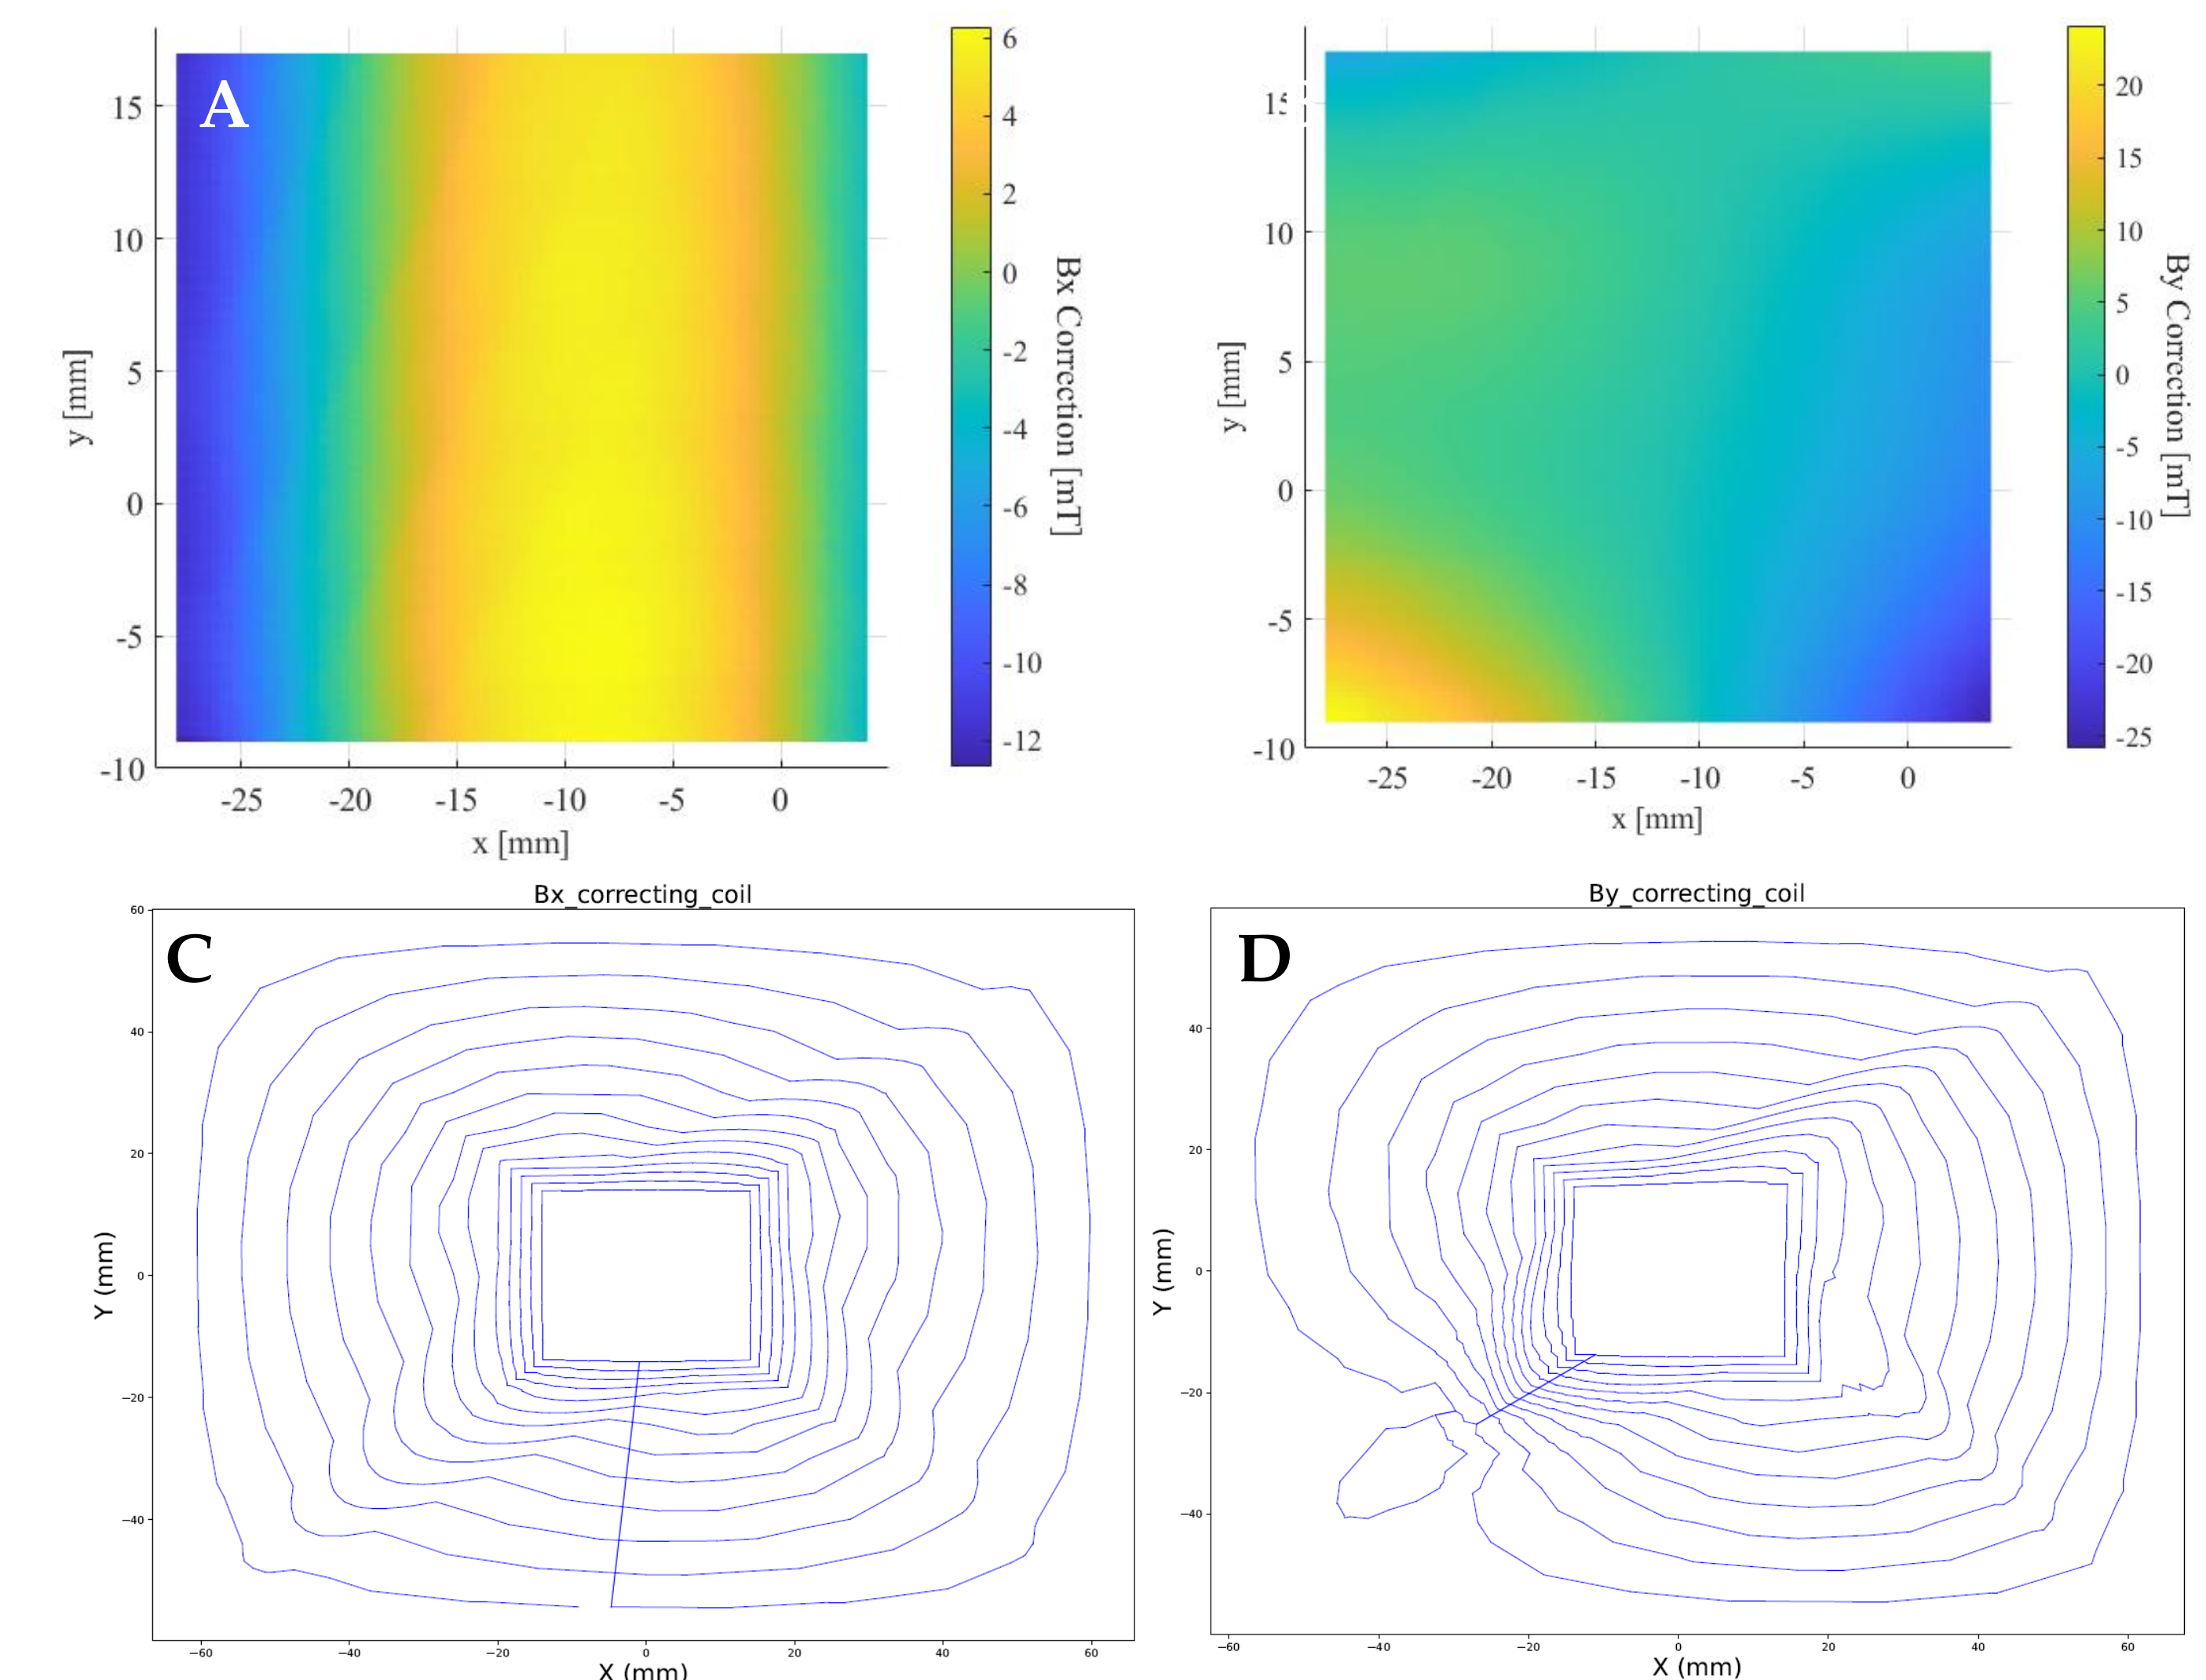 A
15
10
5
0
-5
-10
-25 -20 -15 -10 -5 0
x [mm]
y [mm]
6
4
2
0
-2
-4
-6
-8
-10
-12
Bx Correction [mT]
10
5
0
-5
-10
-25 -20 -15 -10 -5 0
x [mm]
y [mm]
20
15
10
5
0
-5
-10
-15
-20
-25
By Correction [mT]
Bx_correcting_coil
C
60
40
20
0
−20
−40
−60 −40 −20 0 20 40 60
X (mm)
Y (mm)
By_correcting_coil
D
40
20
0
−20
−40
−60 −40 −20 0 20 40 60
X (mm)
Y (mm)